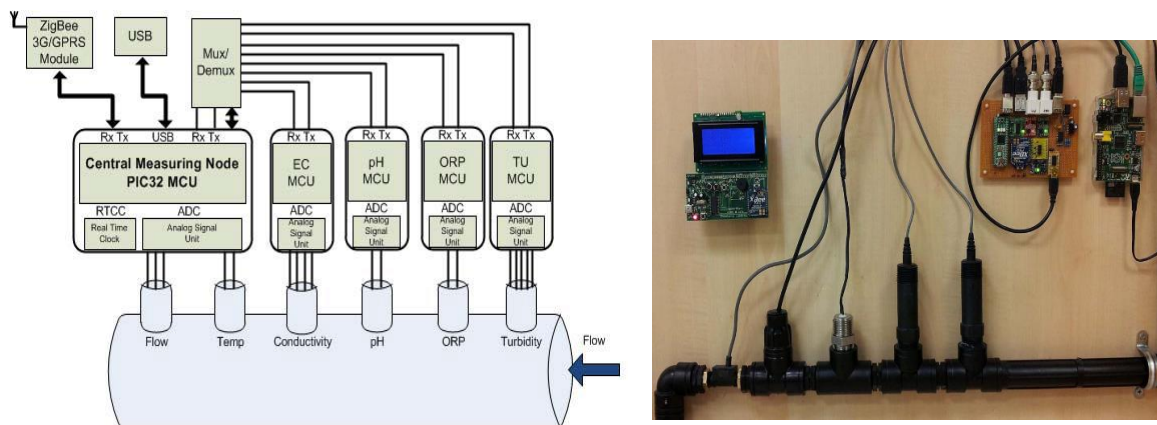 ZigBee
3G/GPRS
Module
USB
Mux/
Demux
Rx Tx
USB
Rx Tx
Central Measuring Node
PIC32 MCU
RTCC
ADC
Real Time
Clock
Analog Signal
Unit
Rx Tx
EC
MCU
ADC
Analog
Signal
Unit
Rx Tx
pH
MCU
ADC
Analog
Signal
Unit
Rx Tx
ORP
MCU
ADC
Analog
Signal
Unit
Rx Tx
TU
MCU
ADC
Analog
Signal
Unit
Flow
Temp
Conductivity
pH
ORP
Turbidity
Flow